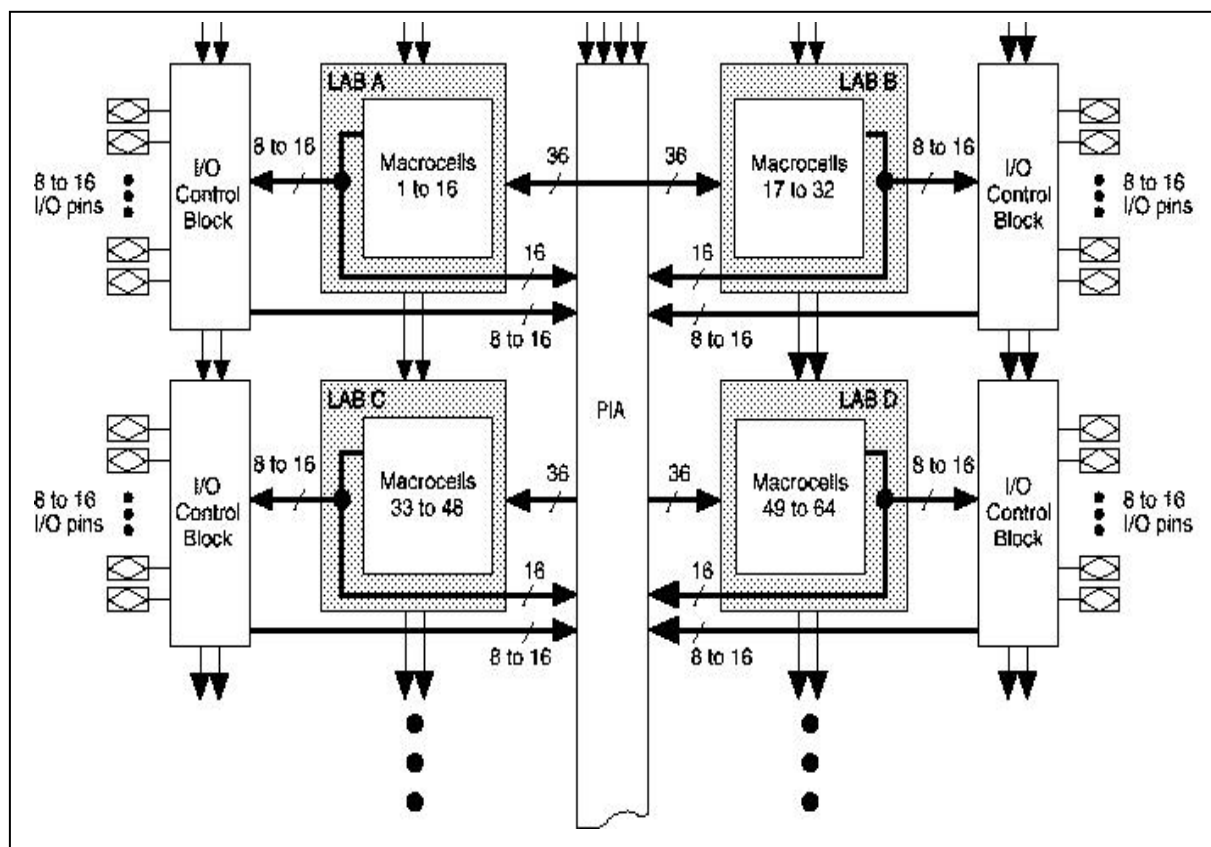 LAB A
LAB B
8 to 16
I/O
Control
Block
8 to 16
I/O pins
Macrocells
1 to 16
36
36
Macrocells
17 to 32
8 to 16
I/O
Control
Block
8 to 16
I/O pins
16
16
8 to 16
8 to 16
LAB C
PIA
LAB D
8 to 16
I/O
Control
Block
8 to 16
I/O pins
Macrocells
33 to 48
36
36
Macrocells
49 to 64
8 to 16
I/O
Control
Block
8 to 16
I/O pins
16
16
8 to 16
8 to 16